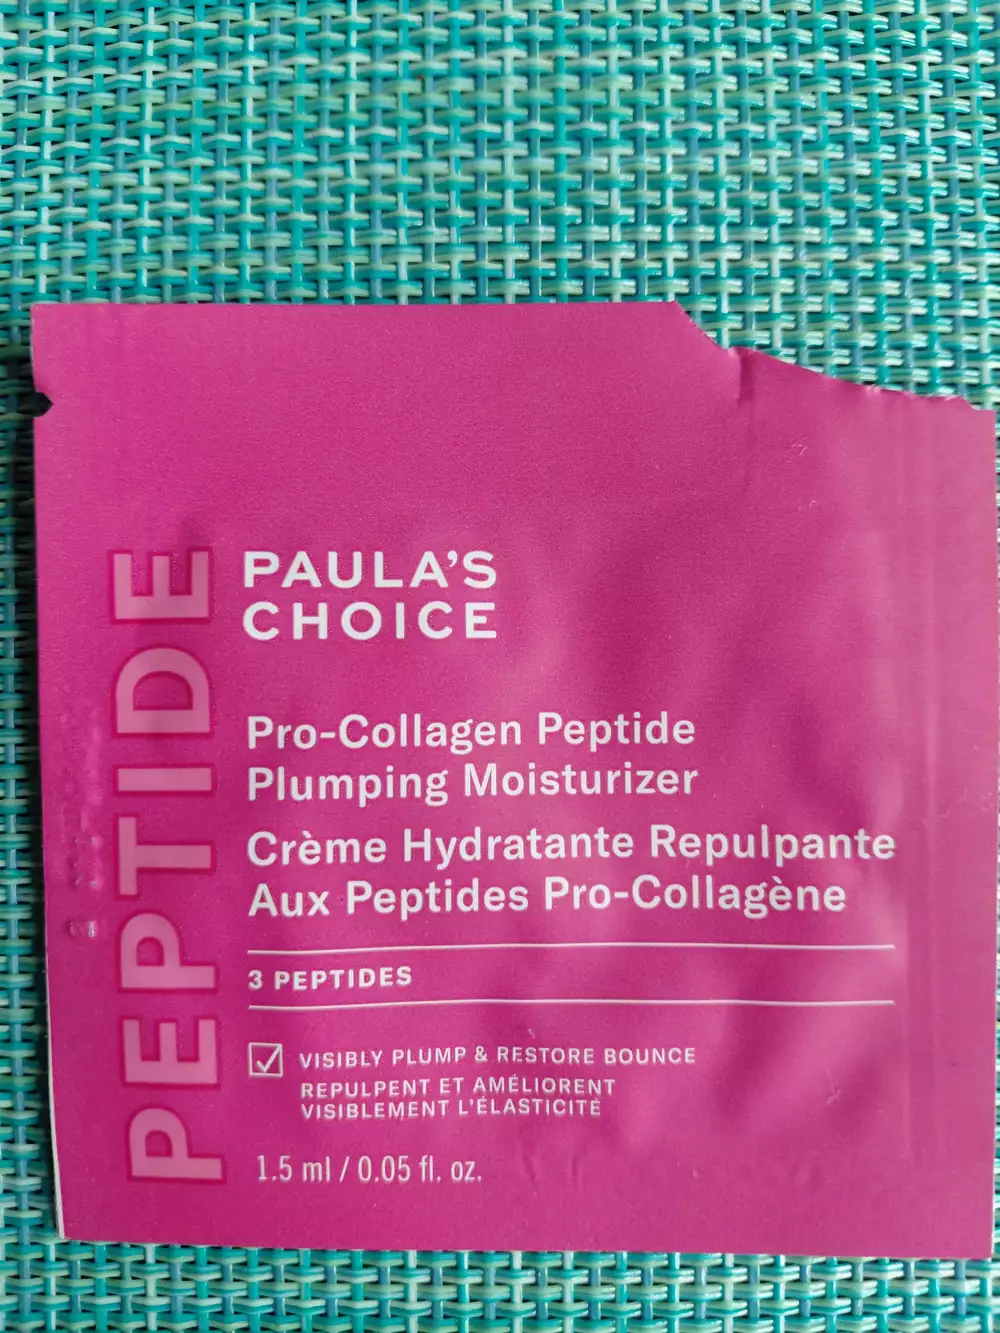 PEPTIDE
PAULA'S
CHOICE
Pro-Collagen Peptide
Plumping Moisturizer
Crème Hydratante Repulpante
Aux Peptides Pro-Collagène
3 PEPTIDES
VISIBLY PLUMP & RESTORE BOUNCE
REPULPENT ET AMÉLIORENT
VISIBLEMENT L'ÉLASTICITÉ
1.5 ml / 0.05 fl. oz.